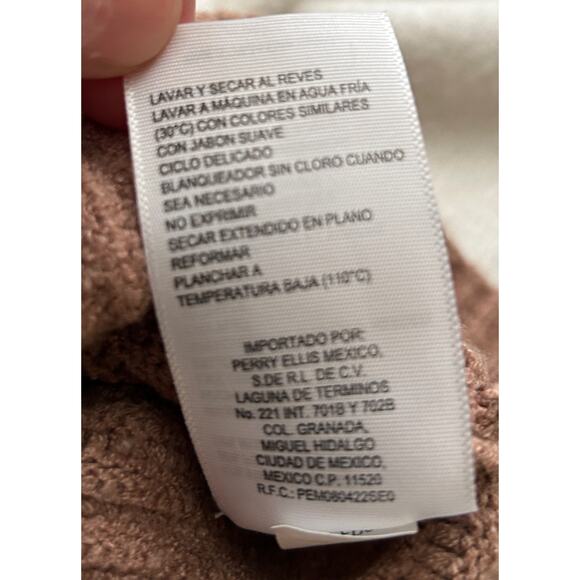 LAVAR Y SECAR AL REVES
LAVAR A MÁQUINA EN AGUA FRÍA
(30°C) CON COLORES SIMILARES
CON JABON SUAVE
CICLO DELICADO
BLANQUEADOR SIN CLORO CUANDO
SEA NECESARIO
NO EXPRIMIR
SECAR EXTENDIDO EN PLANO
REFORMAR
PLANCHAR A
TEMPERATURA BAJA (110°C)
IMPORTADO POR:
PERRY ELLIS MEXICO,
S.DE R.L. DE C.V.
LAGUNA DE TERMINOS
No. 221 INT. 701B Y 702B
COL. GRANADA,
MIGUEL HIDALGO
CIUDAD DE MEXICO,
MEXICO C.P. 11520
R.F.C.: PEM0804225E0